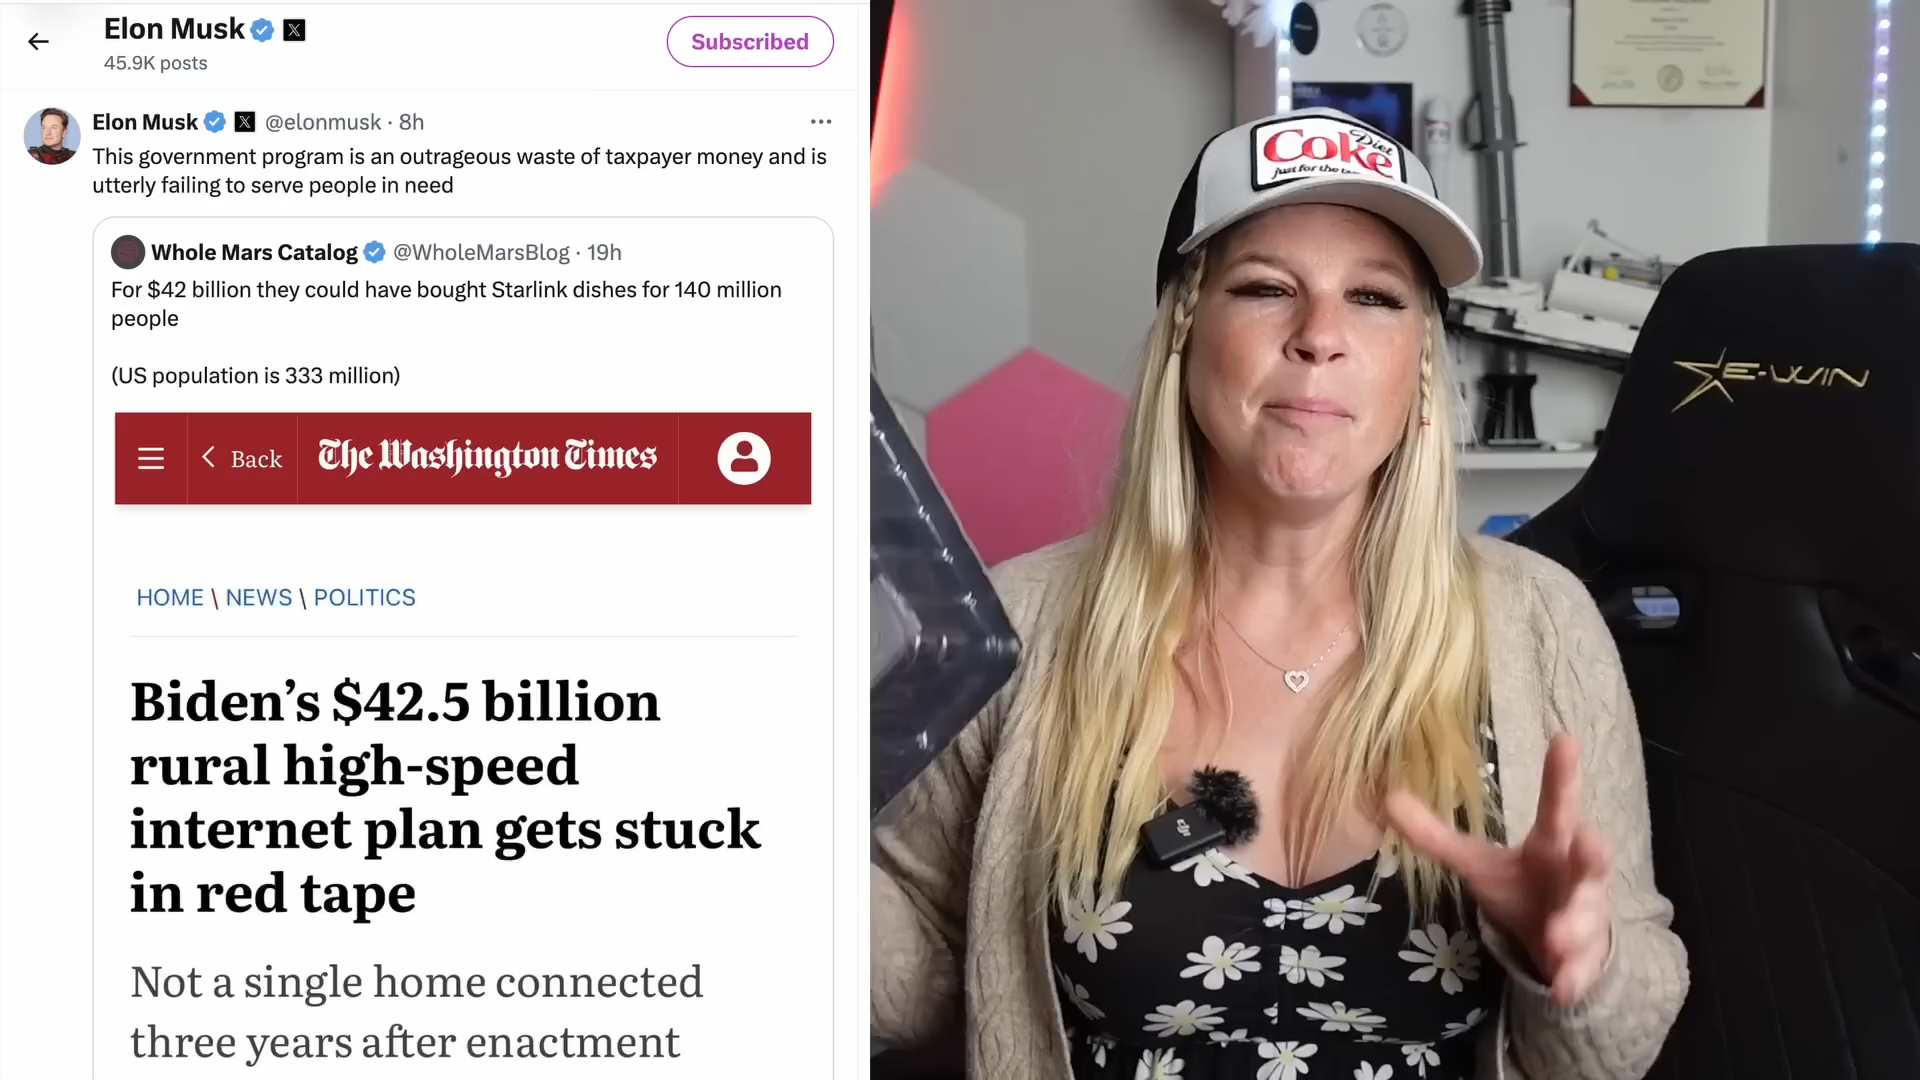 Elon Musk
45.9K posts
Subscribed
Elon Musk @elonmusk · 8h
This government program is an outrageous waste of taxpayer money and is
utterly failing to serve people in need
Whole Mars Catalog @WholeMarsBlog · 19h
For $42 billion they could have bought Starlink dishes for 140 million
people
(US population is 333 million)
Back
The Washington Times
HOME \ NEWS \ POLITICS
Biden’s $42.5 billion
rural high-speed
internet plan gets stuck
in red tape
Not a single home connected
three years after enactment
Diet
Coke
just for the
E-WIN
dji